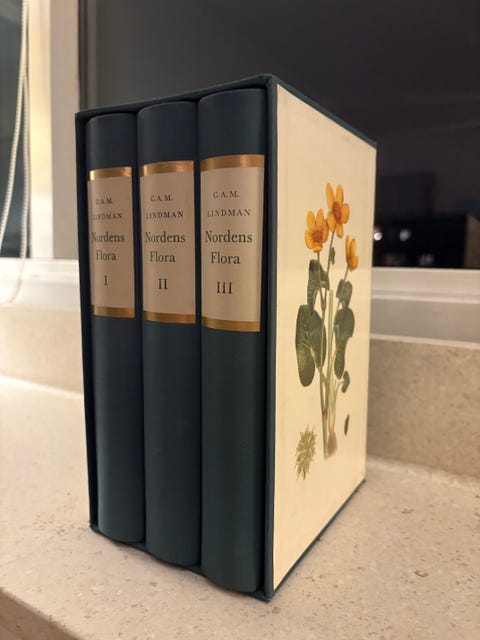 C.A.M.
LINDMAN
Nordens
Flora
I
C.A.M.
LINDMAN
Nordens
Flora
II
C.A.M.
LINDMAN
Nordens
Flora
III